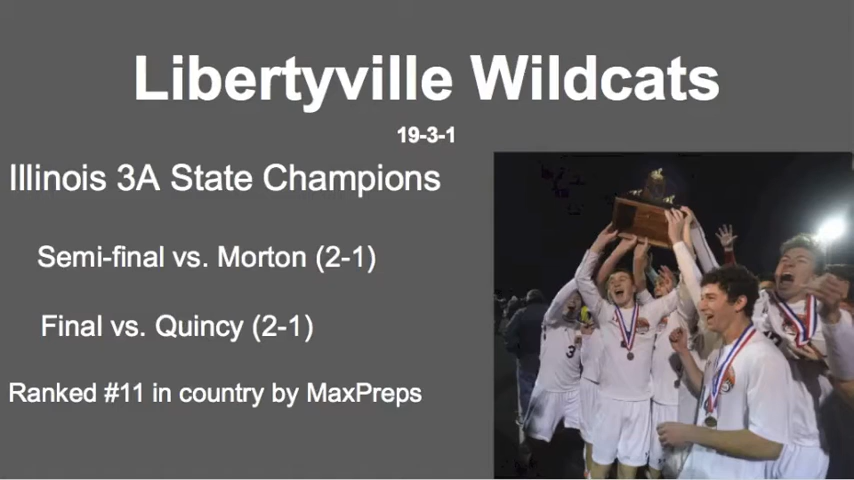 Libertyville Wildcats
19-3-1
Illinois 3A State Champions
Semi-final vs. Morton (2-1)
Final vs. Quincy (2-1)
Ranked #11 in country by MaxPreps
3